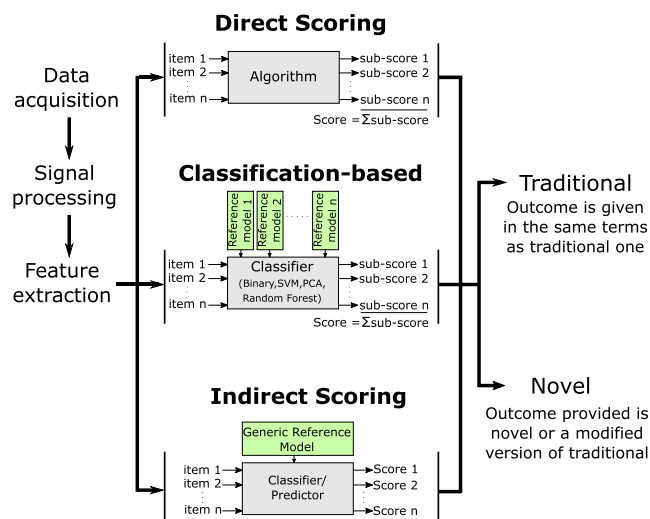 Direct Scoring
Data
acquisition
Signal
processing
Feature
extraction
item 1
item 2
item n
Algorithm
sub-score 1
sub-score 2
sub-score n
Score = Σsub-score
Classification-based
Reference
model 1
Reference
model 2
Reference
model n
item 1
item 2
item n
Classifier
(Binary,SVM,PCA,
Random Forest)
sub-score 1
sub-score 2
sub-score n
Score = Σsub-score
Indirect Scoring
Generic Reference
Model
item 1
item 2
item n
Classifier/
Predictor
Score 1
Score 2
Score n
Traditional
Outcome is given
in the same terms
as traditional one
Novel
Outcome provided is
novel or a modified
version of traditional